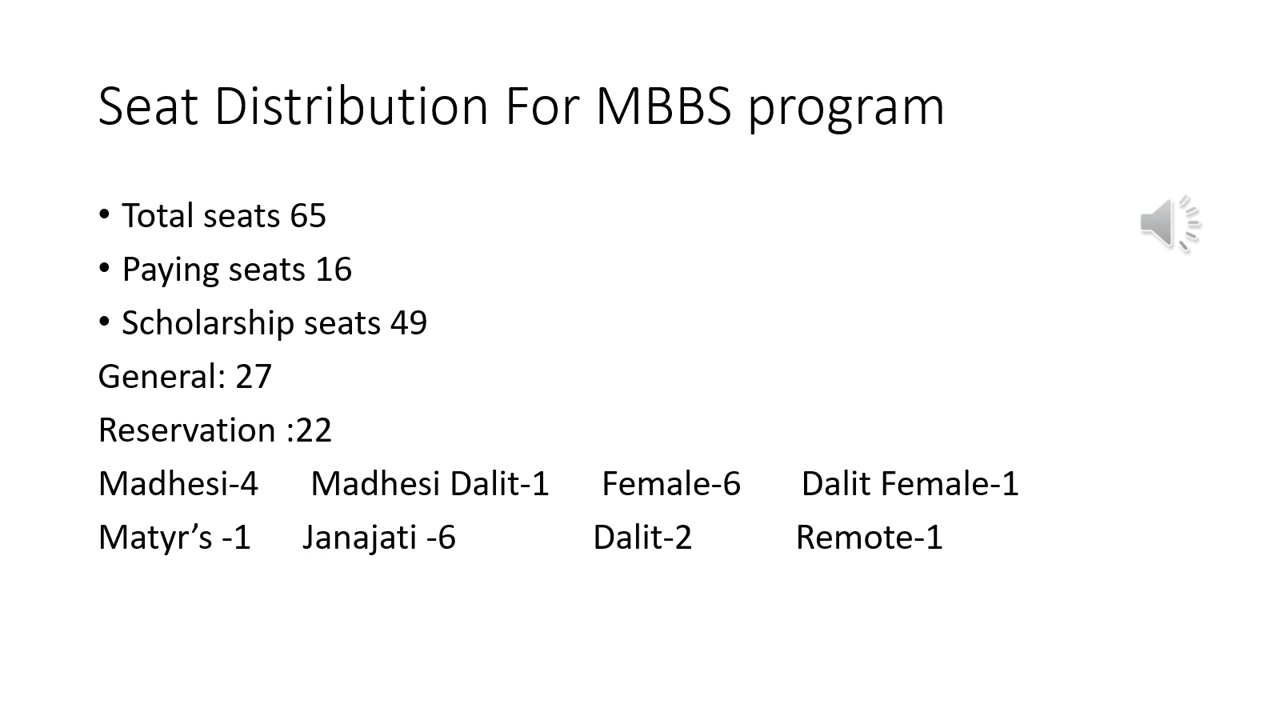 Seat Distribution For MBBS program
• Total seats 65
• Paying seats 16
• Scholarship seats 49
General: 27
Reservation :22
Madhesi-4 Madhesi Dalit-1 Female-6 Dalit Female-1
Matyr’s -1 Janajati -6 Dalit-2 Remote-1